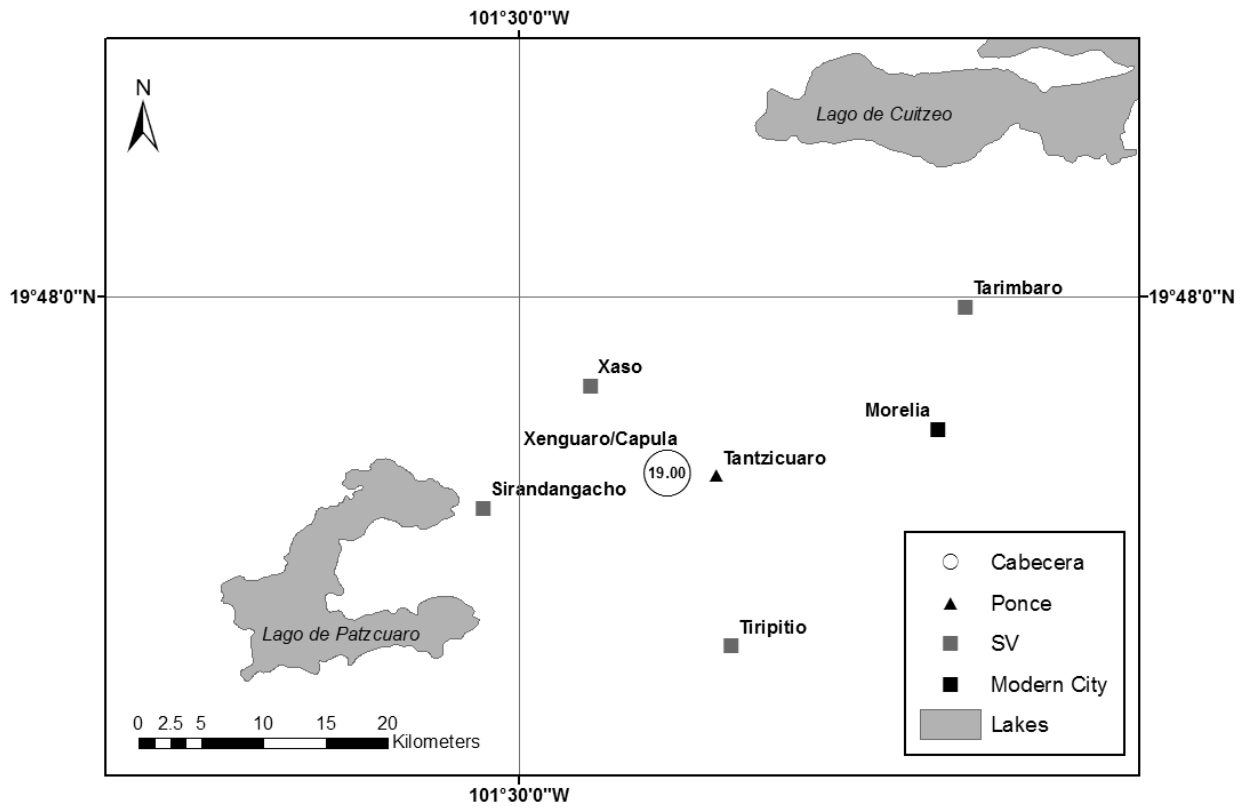 101°30'0"W
N
Lago de Cuitzeo
19°48'0"N
19°48'0"N
Tarimbaro
Xaso
Morelia
Xenguaro/Capula
19.00
Tantzicuaro
Sirandangacho
Cabecera
Ponce
Tiripitio
Lago de Patzcuaro
SV
Modern City
0 2.5 5 10 15 20
Kilometers
Lakes
101°30'0"W